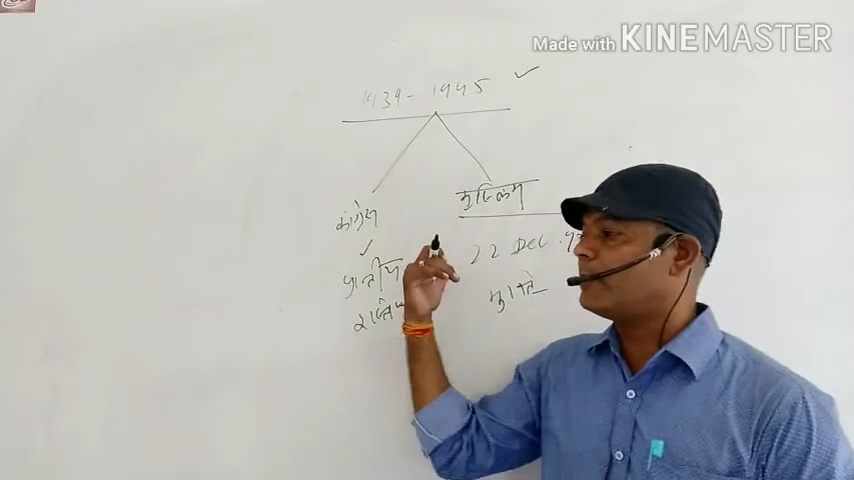 Made with KINEMASTER
1939 - 1945
मुस्लिम
कांग्रेस
22 Dec
प्रान्तीय
मुक्ति